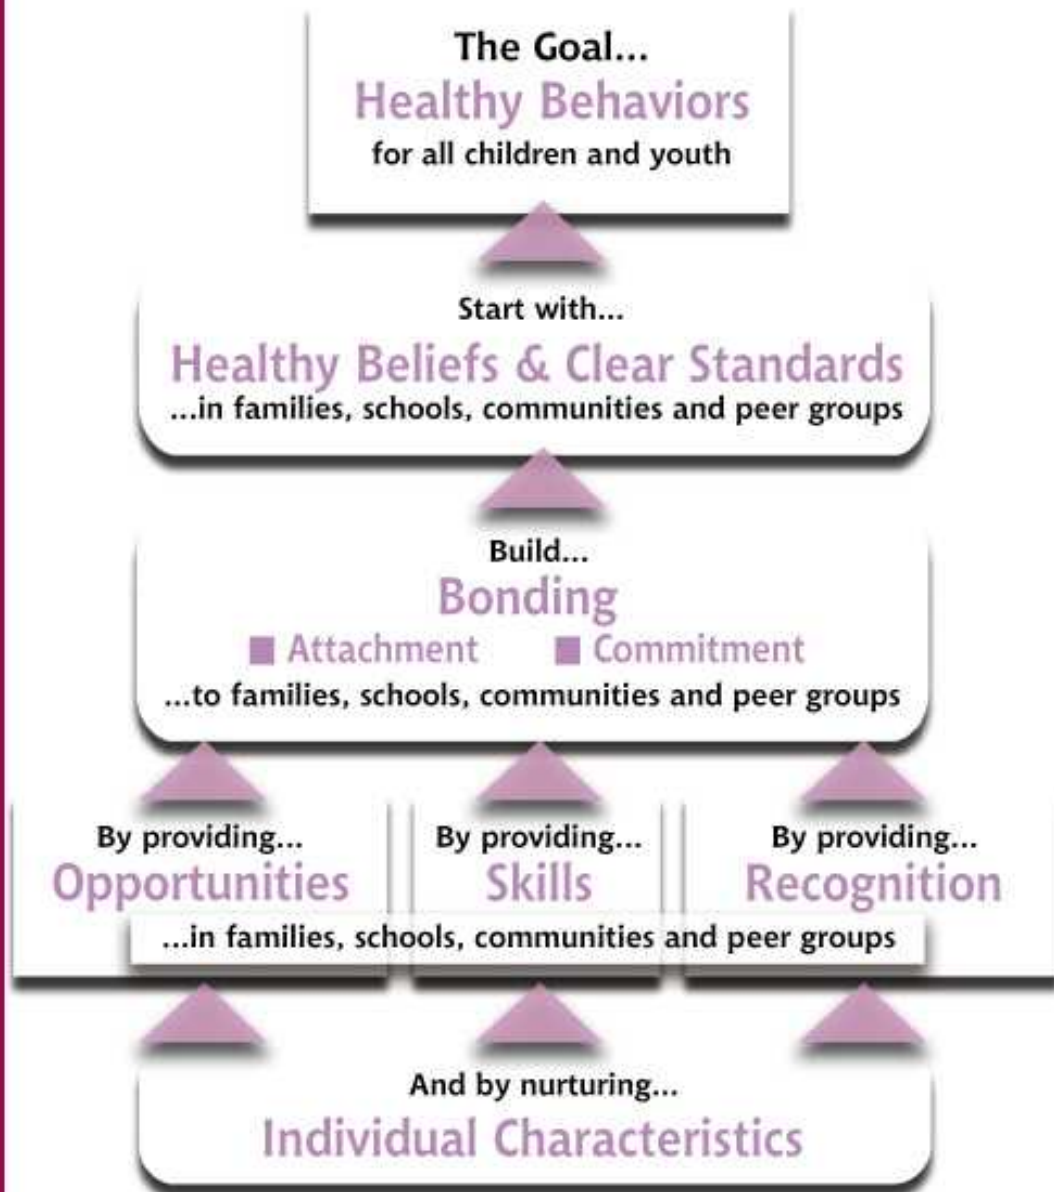 The Goal...
Healthy Behaviors
for all children and youth
Start with...
Healthy Beliefs & Clear Standards
...in families, schools, communities and peer groups
Build...
Bonding
■ Attachment ■ Commitment
...to families, schools, communities and peer groups
By providing... By providing... By providing...
Opportunities Skills Recognition
...in families, schools, communities and peer groups
And by nurturing...
Individual Characteristics